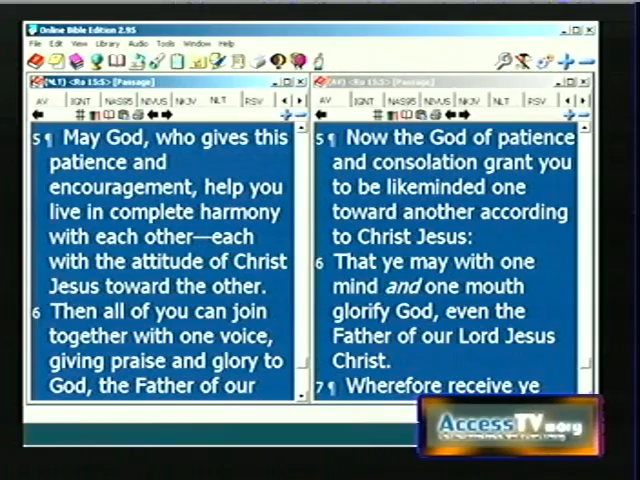 Online Bible Edition 2.95
File Edit View Library Audio Tools Window Help
(NLT) <Ro 15:5> [Passage]
AV IGNT NAS95 NIVUS NKJV NLT RSV
5 ¶ May God, who gives this
patience and
encouragement, help you
live in complete harmony
with each other—each
with the attitude of Christ
Jesus toward the other.
6 Then all of you can join
together with one voice,
giving praise and glory to
God, the Father of our
(AV) <Ro 15:5> [Passage]
AV IGNT NAS95 NIVUS NKJV NLT RSV
5 ¶ Now the God of patience
and consolation grant you
to be likeminded one
toward another according
to Christ Jesus:
6 That ye may with one
mind and one mouth
glorify God, even the
Father of our Lord Jesus
Christ.
7 ¶ Wherefore receive ye
AccessTV.org